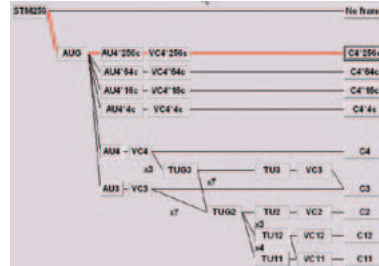 STM256 No fram
AUG AU4*256c VC4*256c C4*256c
AU4*64c VC4*64c C4*64c
AU4*16c VC4*16c C4*16c
AU4*4c VC4*4c C4*4c
AU4 VC4 C4
x3 TUG3 TU3 VC3
x7
AU3 VC3 C3
x7 TUG2 TU2 VC2 C2
x3
TU12 VC12 C12
x4
TU11 VC11 C11